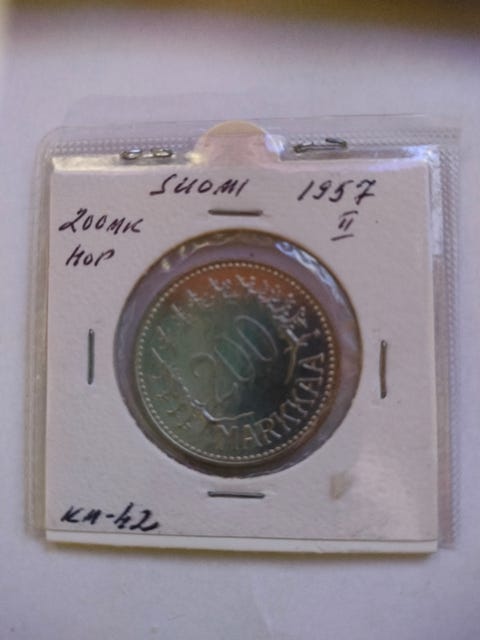 SUOMI 1957
200MK II
HOP
200
MARKKAA
KM-42